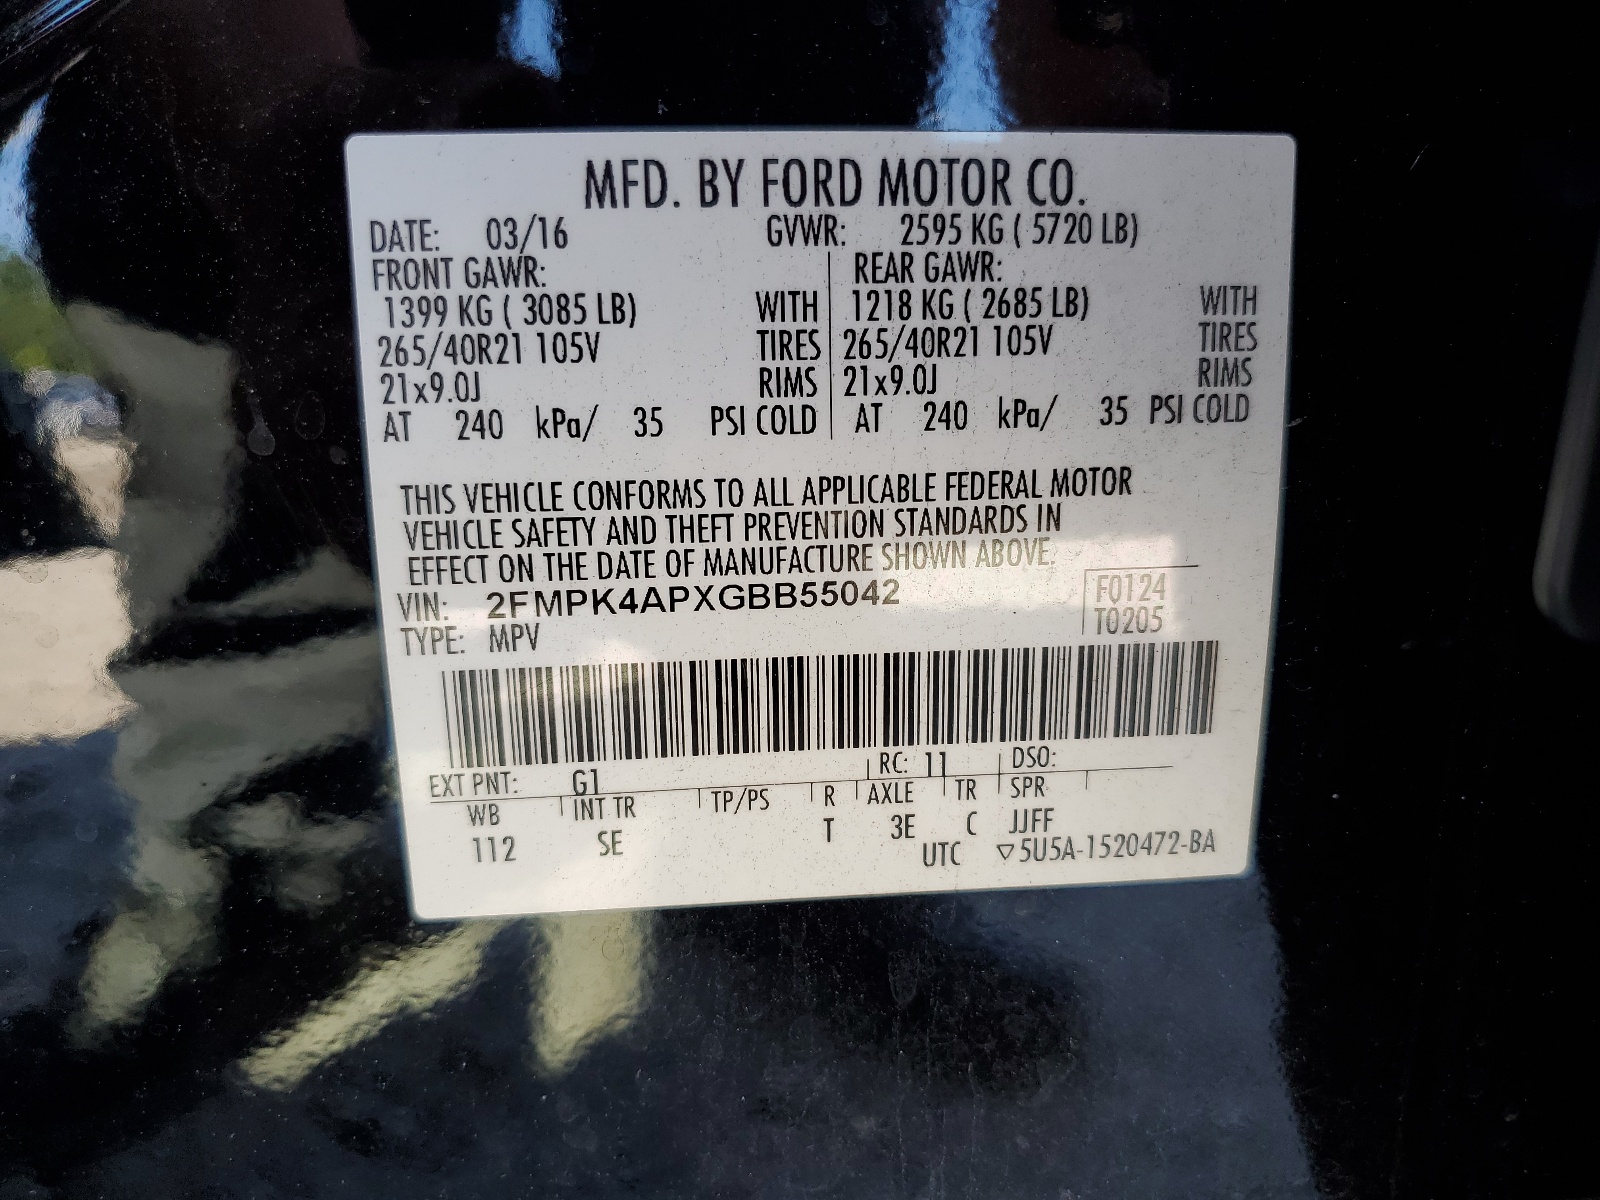 MFD. BY FORD MOTOR CO.
DATE: 03/16 GVWR: 2595 KG ( 5720 LB)
FRONT GAWR: REAR GAWR:
1399 KG ( 3085 LB) WITH 1218 KG ( 2685 LB) WITH
265/40R21 105V TIRES 265/40R21 105V TIRES
21x9.0J RIMS 21x9.0J RIMS
AT 240 kPa/ 35 PSI COLD AT 240 kPa/ 35 PSI COLD
THIS VEHICLE CONFORMS TO ALL APPLICABLE FEDERAL MOTOR
VEHICLE SAFETY AND THEFT PREVENTION STANDARDS IN
EFFECT ON THE DATE OF MANUFACTURE SHOWN ABOVE.
VIN: 2FMPK4APXGBB55042 F0124
TYPE: MPV T0205
EXT PNT: G1 RC: 11 DSO:
WB INT TR TP/PS R AXLE TR SPR
112 SE T 3E C JJFF
UTC ▽5U5A-1520472-BA